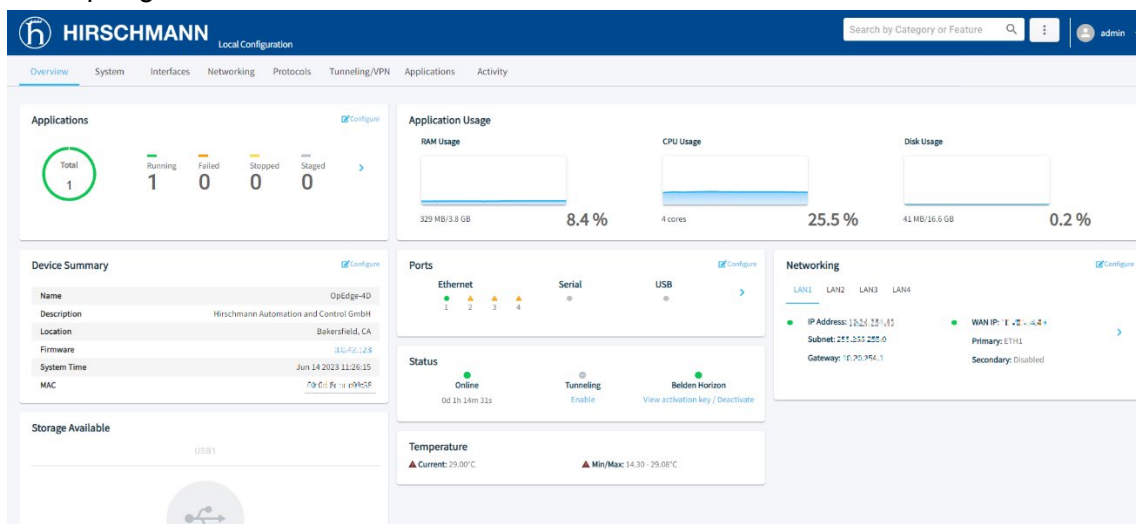 HIRSCHMANN Local Configuration
Search by Category or Feature
admin
Overview System Interfaces Networking Protocols Tunneling/VPN Applications Activity
Applications
Configure
Total
1
Running Failed Stopped Staged
1 0 0 0
Application Usage
RAM Usage
329 MB/3.8 GB 8.4 %
CPU Usage
4 cores 25.5 %
Disk Usage
41 MB/16.6 GB 0.2 %
Device Summary
Configure
Name OpEdge-4D
Description Hirschmann Automation and Control GmbH
Location Bakersfield, CA
Firmware
System Time Jun 14 2023 11:26:15
MAC
Ports
Configure
Ethernet Serial USB
1 2 3 4
Networking
Configure
LAN1 LAN2 LAN3 LAN4
IP Address:
Subnet: 255.255.255.0
Gateway:
WAN IP:
Primary: ETH1
Secondary: Disabled
Status
Online Tunneling Belden Horizon
0d 1h 14m 31s Enable View activation key / Deactivate
Storage Available
USB1
Temperature
Current: 29.00°C Min/Max: 14.30 - 29.08°C